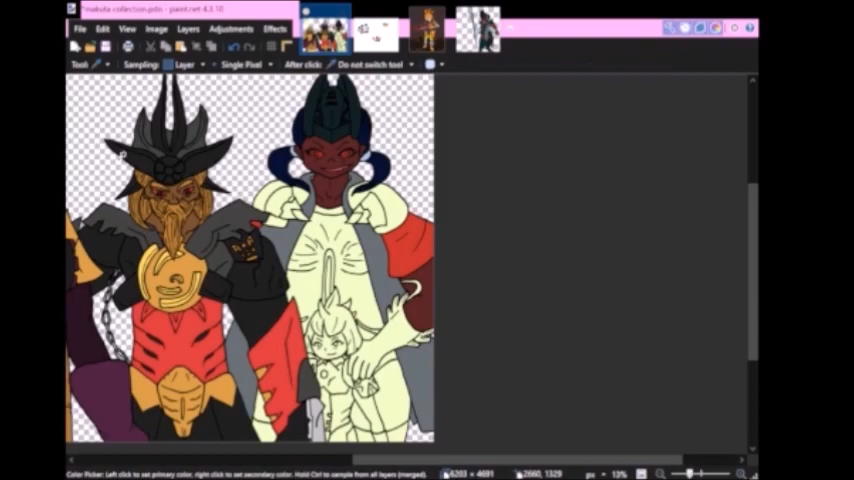 *makuta collection.pdn - paint.net 4.3.10
File Edit View Image Layers Adjustments Effects
Tool: Sampling: Layer Single Pixel After click: Do not switch tool
Color Picker: Left click to set primary color, right click to set secondary color. Hold Ctrl to sample from all layers (merged). 6203 × 4691 2660, 1329 px 13%